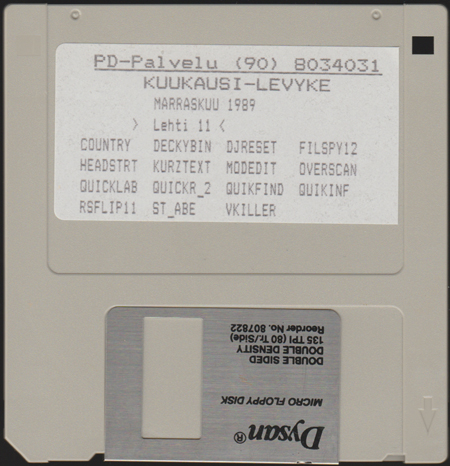 PD-Palvelu (90) 8034031
KUUKAUSI-LEVYKE
MARRASKUU 1989
> Lehti 11 <
COUNTRY DECKYBIN DJRESET FILSPY12
HEADSTRT KURZTEXT MODEDIT OVERSCAN
QUICKLAB QUICKR_2 QUIKFIND QUIKINF
RSFLIP11 ST_ABE VKILLER
Dysan®
MICRO FLOPPY DISK
DOUBLE SIDED
DOUBLE DENSITY
135 TPI (80 Tr./Side)
Reorder No. 807822